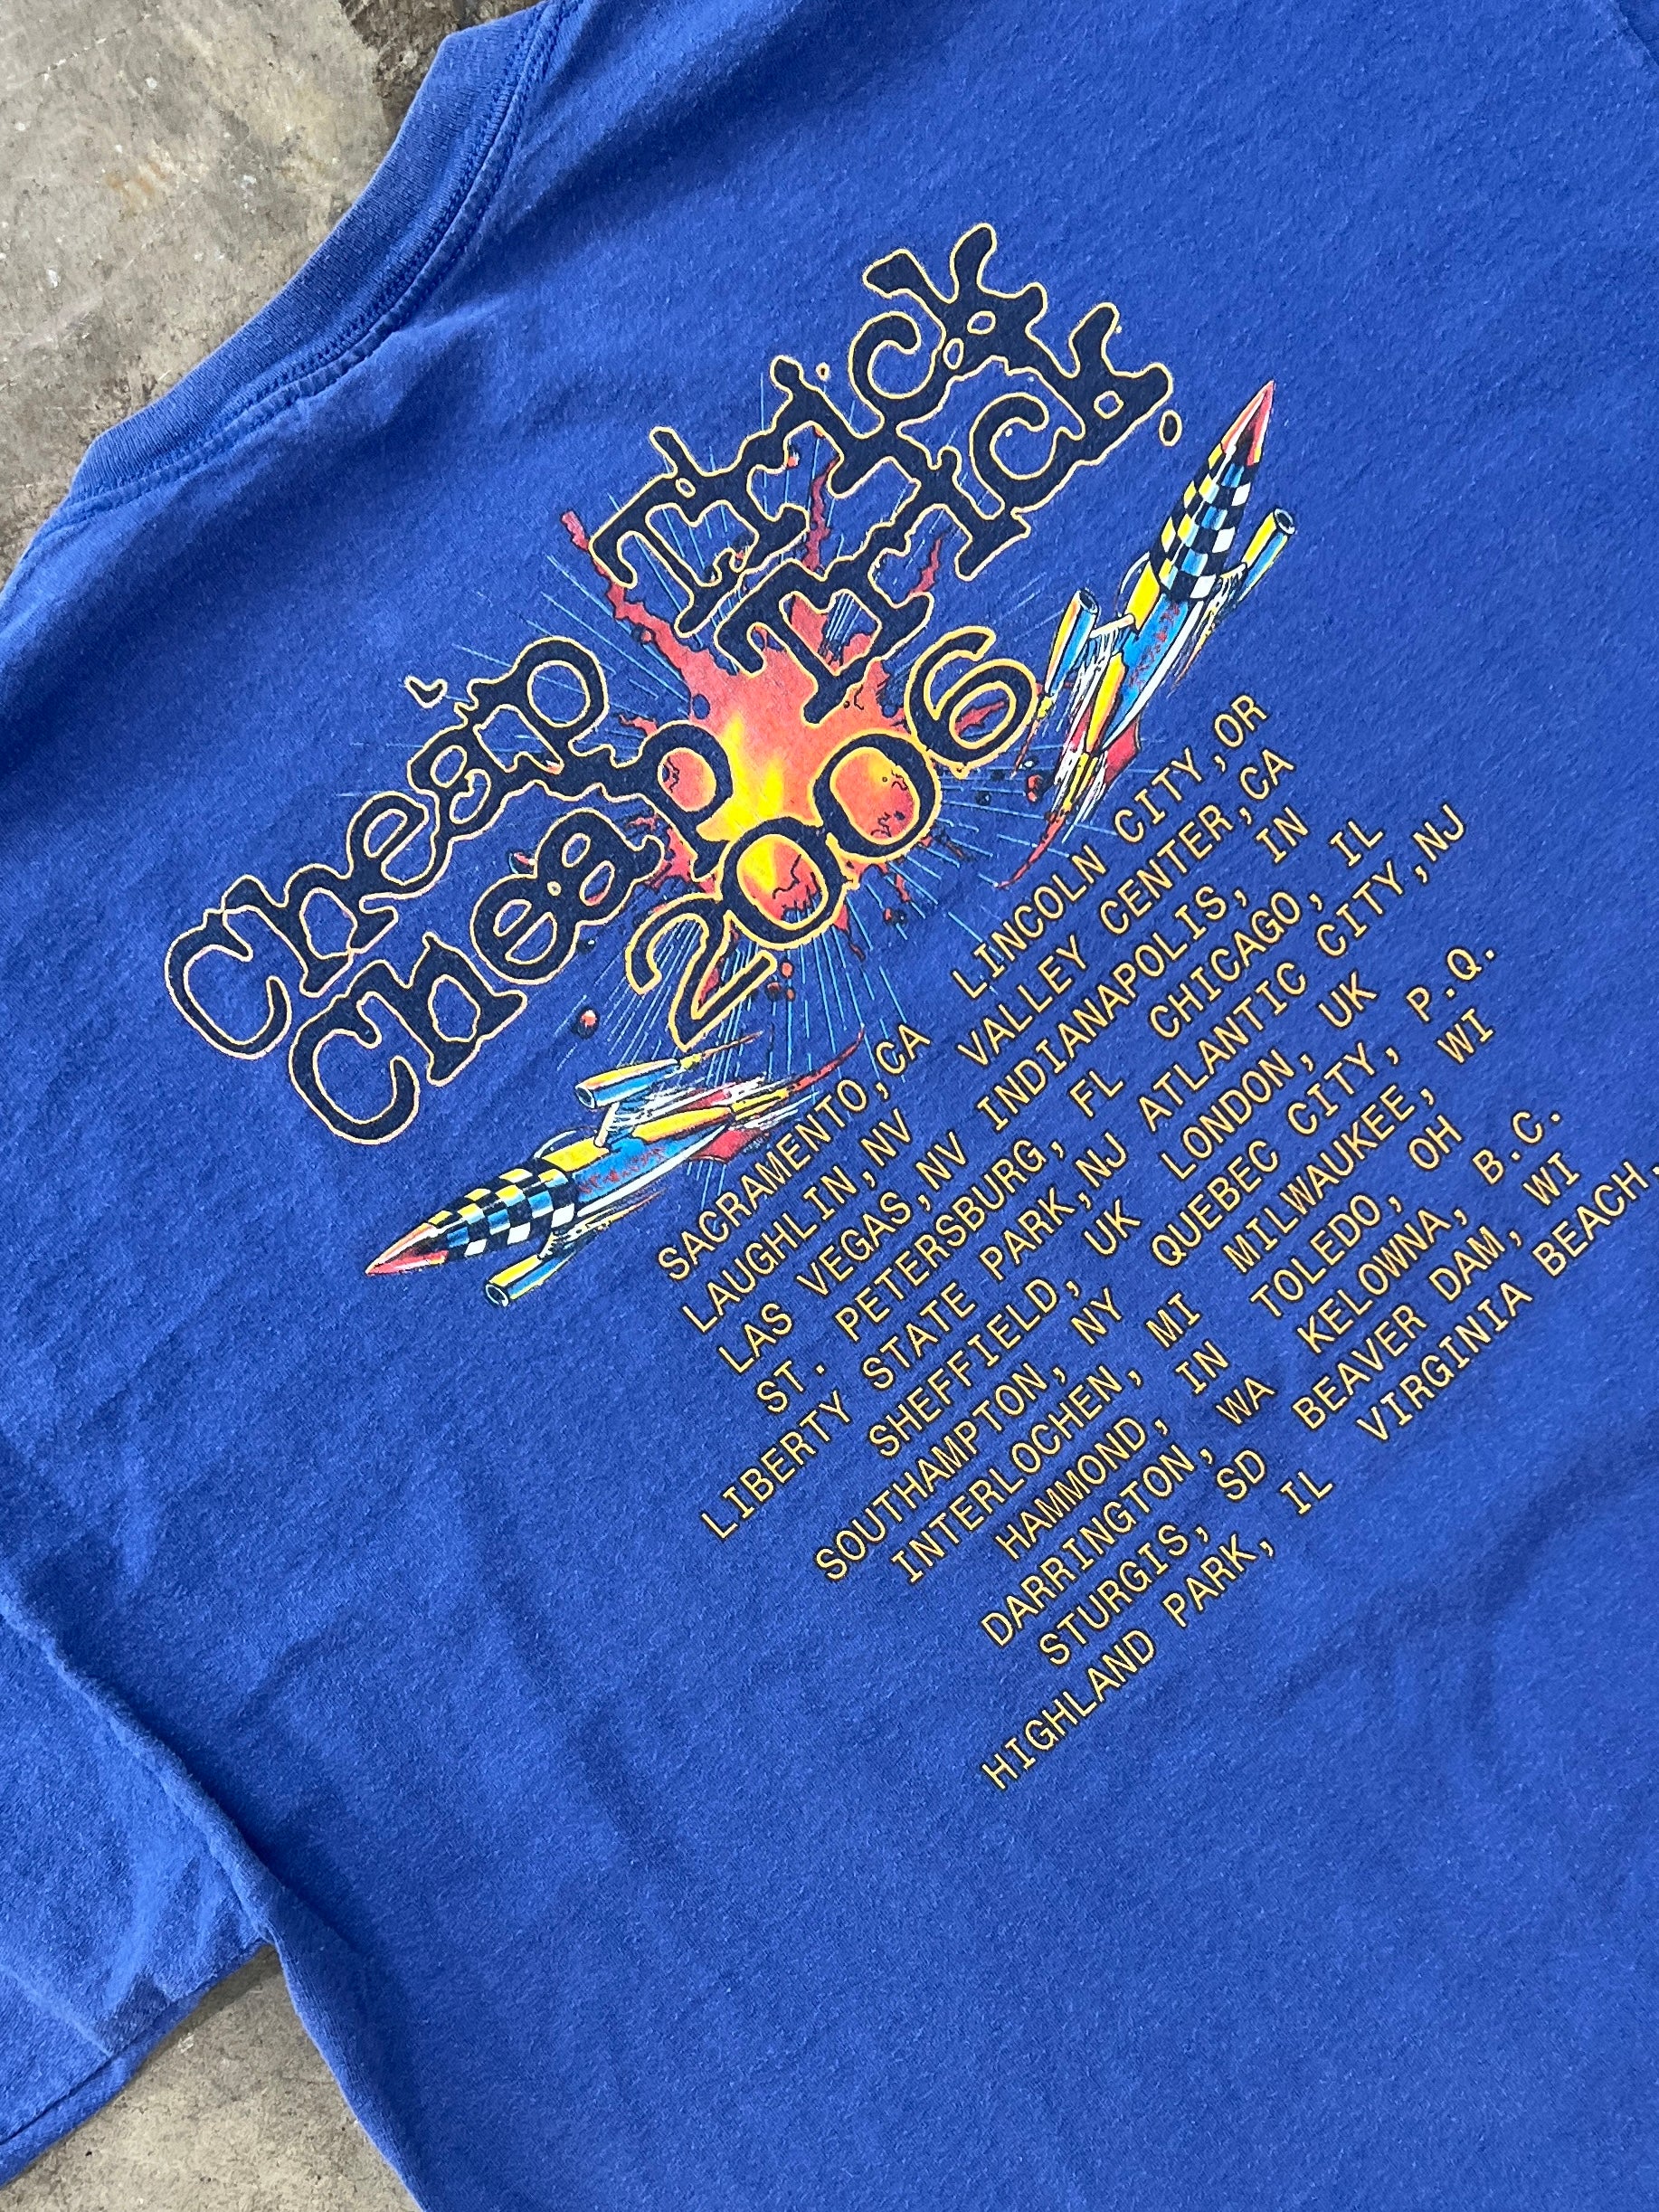 Cheap Trick
Cheap Trick
2006
SACRAMENTO,CA LINCOLN CITY,OR
LAUGHLIN,NV VALLEY CENTER,CA
LAS VEGAS,NV INDIANAPOLIS, IN
ST. PETERSBURG, FL CHICAGO, IL
LIBERTY STATE PARK,NJ ATLANTIC CITY,NJ
SHEFFIELD, UK LONDON, UK
SOUTHAMPTON, NY QUEBEC CITY, P.Q.
INTERLOCHEN, MI MILWAUKEE, WI
HAMMOND, IN TOLEDO, OH
DARRINGTON, WA KELOWNA, B.C.
STURGIS, SD BEAVER DAM, WI
HIGHLAND PARK, IL VIRGINIA BEACH,